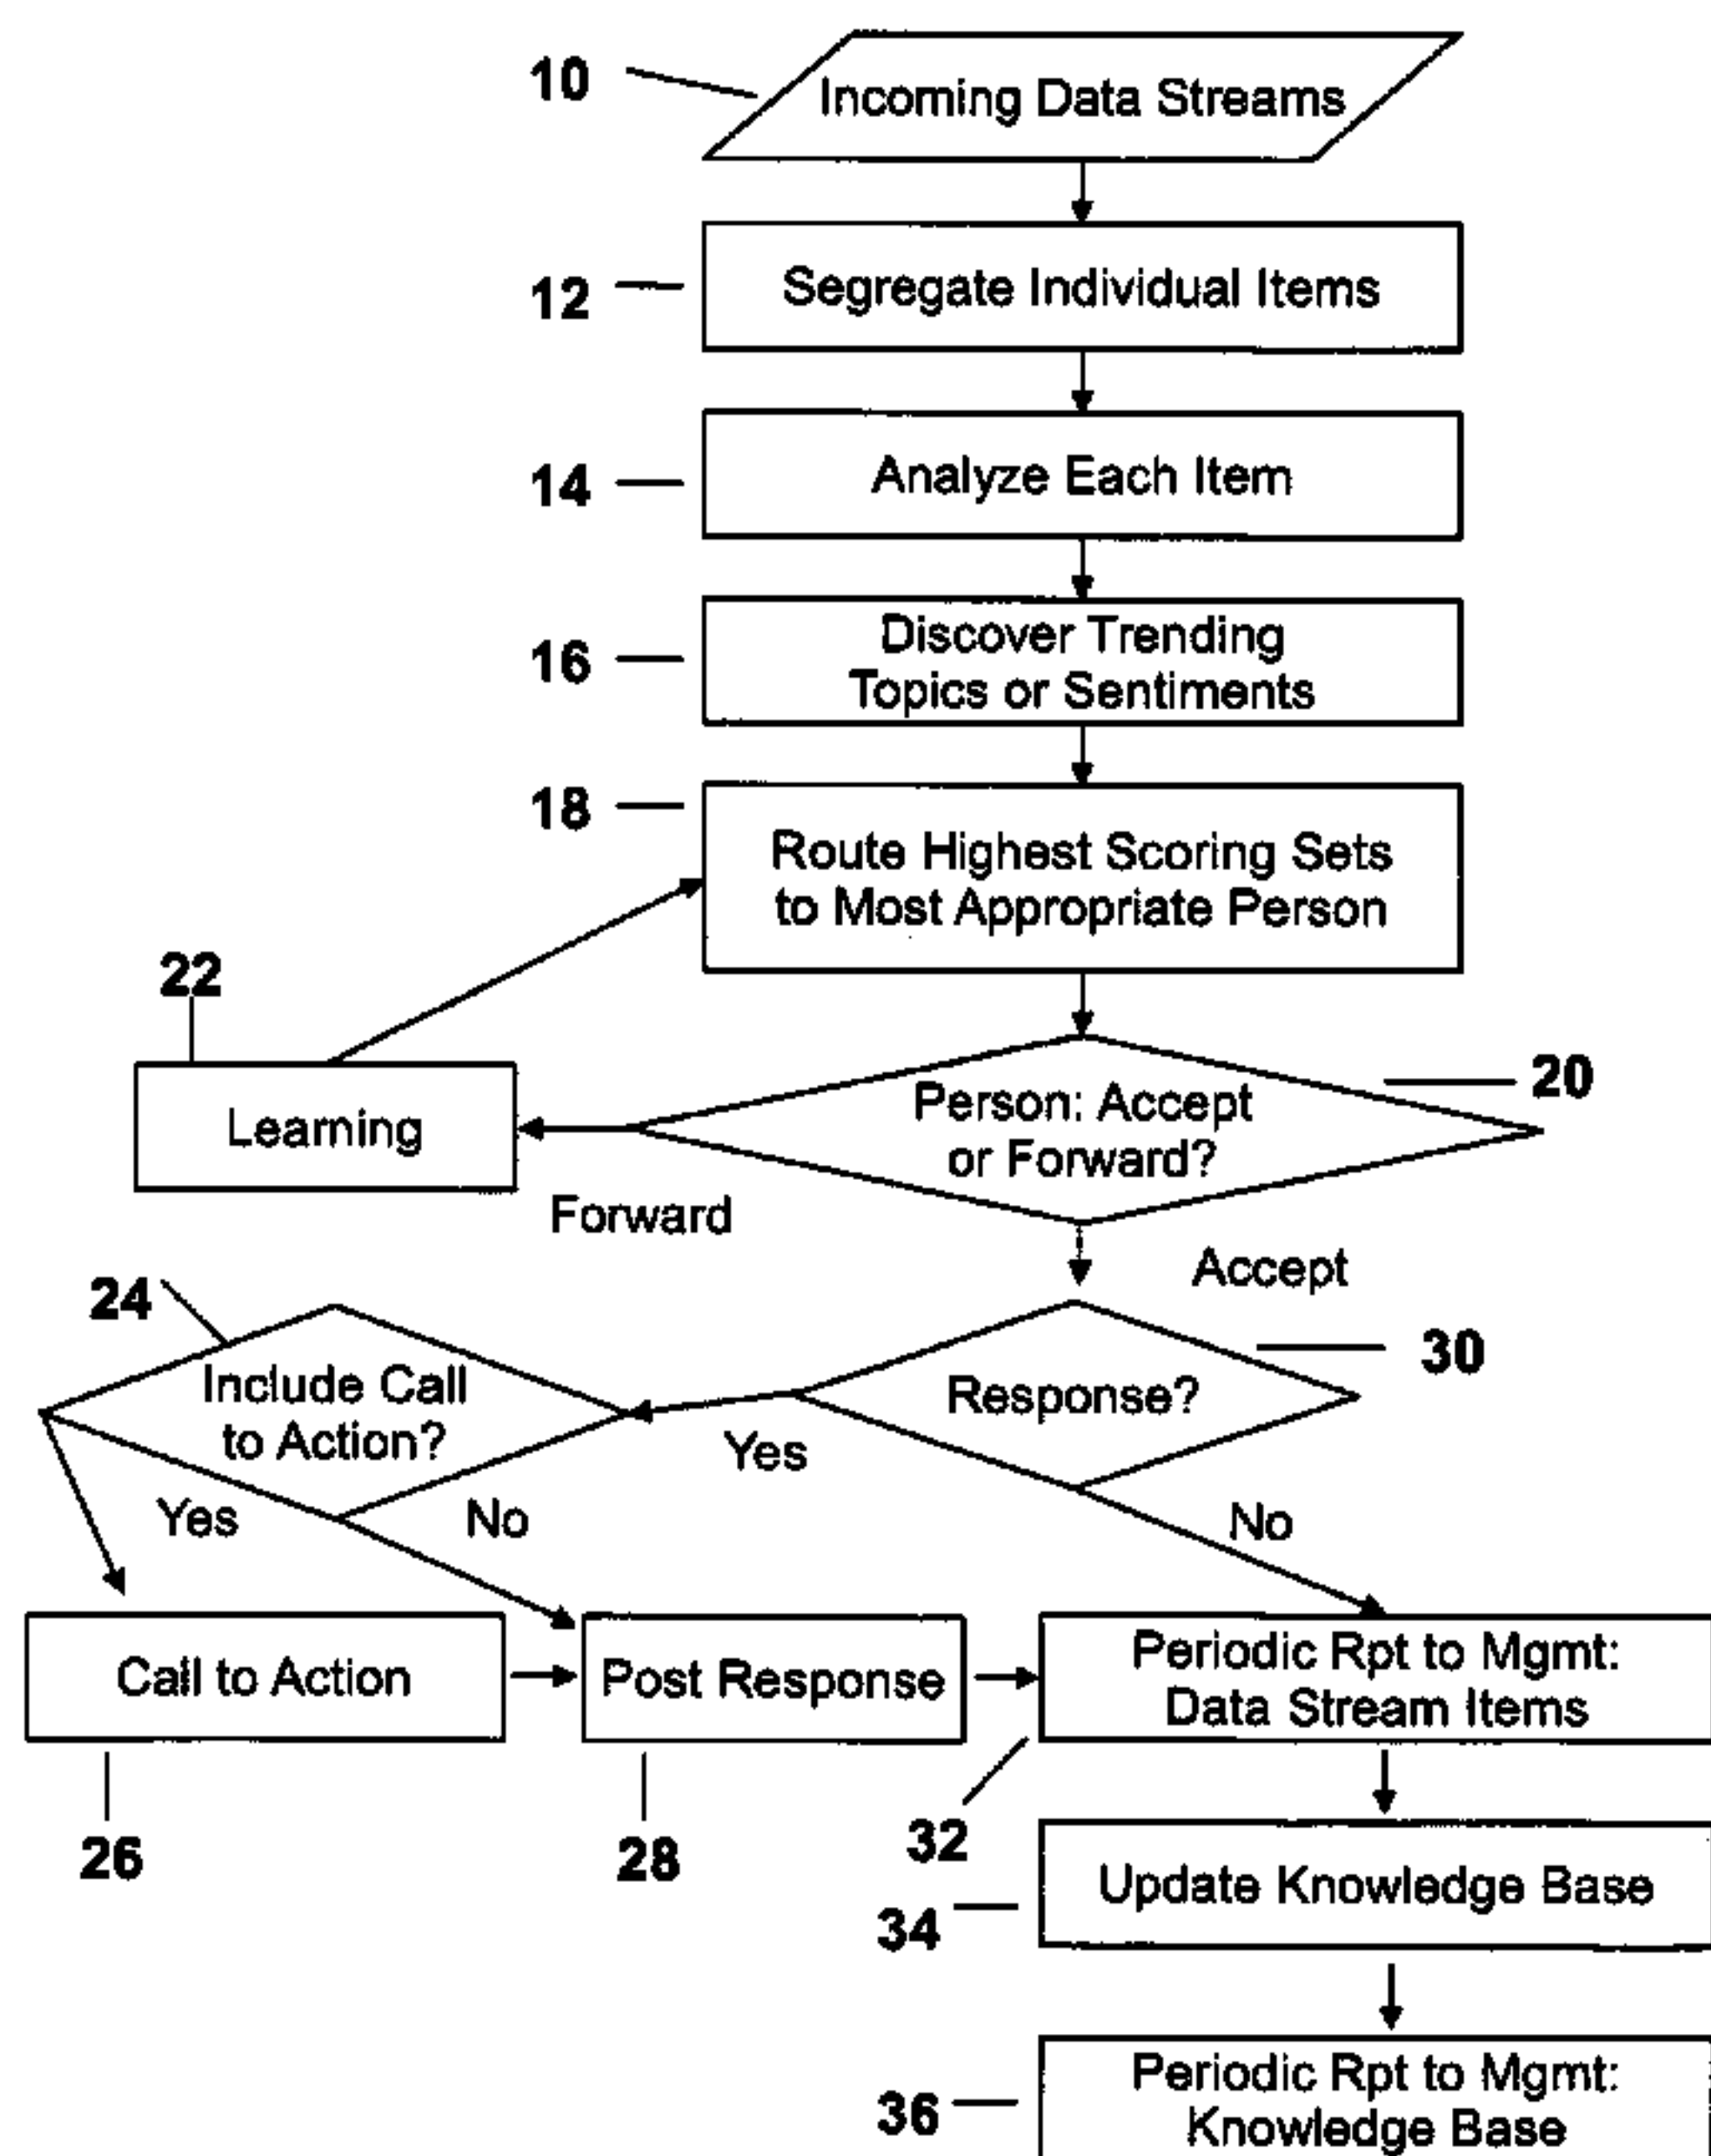 10
Incoming Data Streams
12
Segregate Individual Items
14
Analyze Each Item
16
Discover Trending
Topics or Sentiments
18
Route Highest Scoring Sets
to Most Appropriate Person
22
Learning
20
Person: Accept
or Forward?
Forward
Accept
24
Include Call
to Action?
30
Response?
Yes
Yes
No
No
Call to Action
Post Response
Periodic Rpt to Mgmt:
Data Stream Items
26
28
32
Update Knowledge Base
34
Periodic Rpt to Mgmt:
Knowledge Base
36